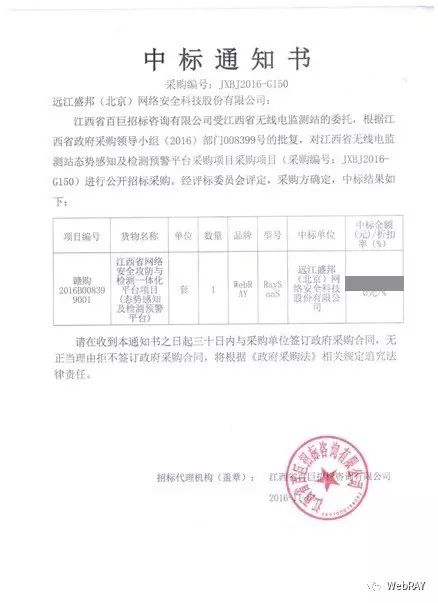 中标通知书
采购编号：JXBJ2016-G150
远江盛邦（北京）网络安全科技股份有限公司：
江西省百巨招标咨询有限公司受江西省无线电监测站的委托，根据江
西省政府采购领导小组（2016）部门008399号的批复，对江西省无线电监
测站态势感知及检测预警平台采购项目采购项目（采购编号：JXBJ2016-
G150）进行公开招标采购。经评标委员会评定，采购方确定，中标结果如
下：
项目编号 货物名称 单位 数量 品牌 型号 中标单位 中标金额(元)/折扣率(%)
赣购2016B008399001 江西省网络安全攻防与检测一体化平台项目（态势感知及检测预警平台） 套 1 WebRAY RaySaaS 远江盛邦（北京）网络安全科技股份有限公司 0元/%
请在收到本通知书之日起三十日内与采购单位签订政府采购合同，无
正当理由拒不签订政府采购合同，将根据《政府采购法》相关规定追究法
律责任。
招标代理机构（盖章）： 江西省百巨招标咨询有限公司
2016-1
江西省百巨招标咨询有限公司
WebRAY